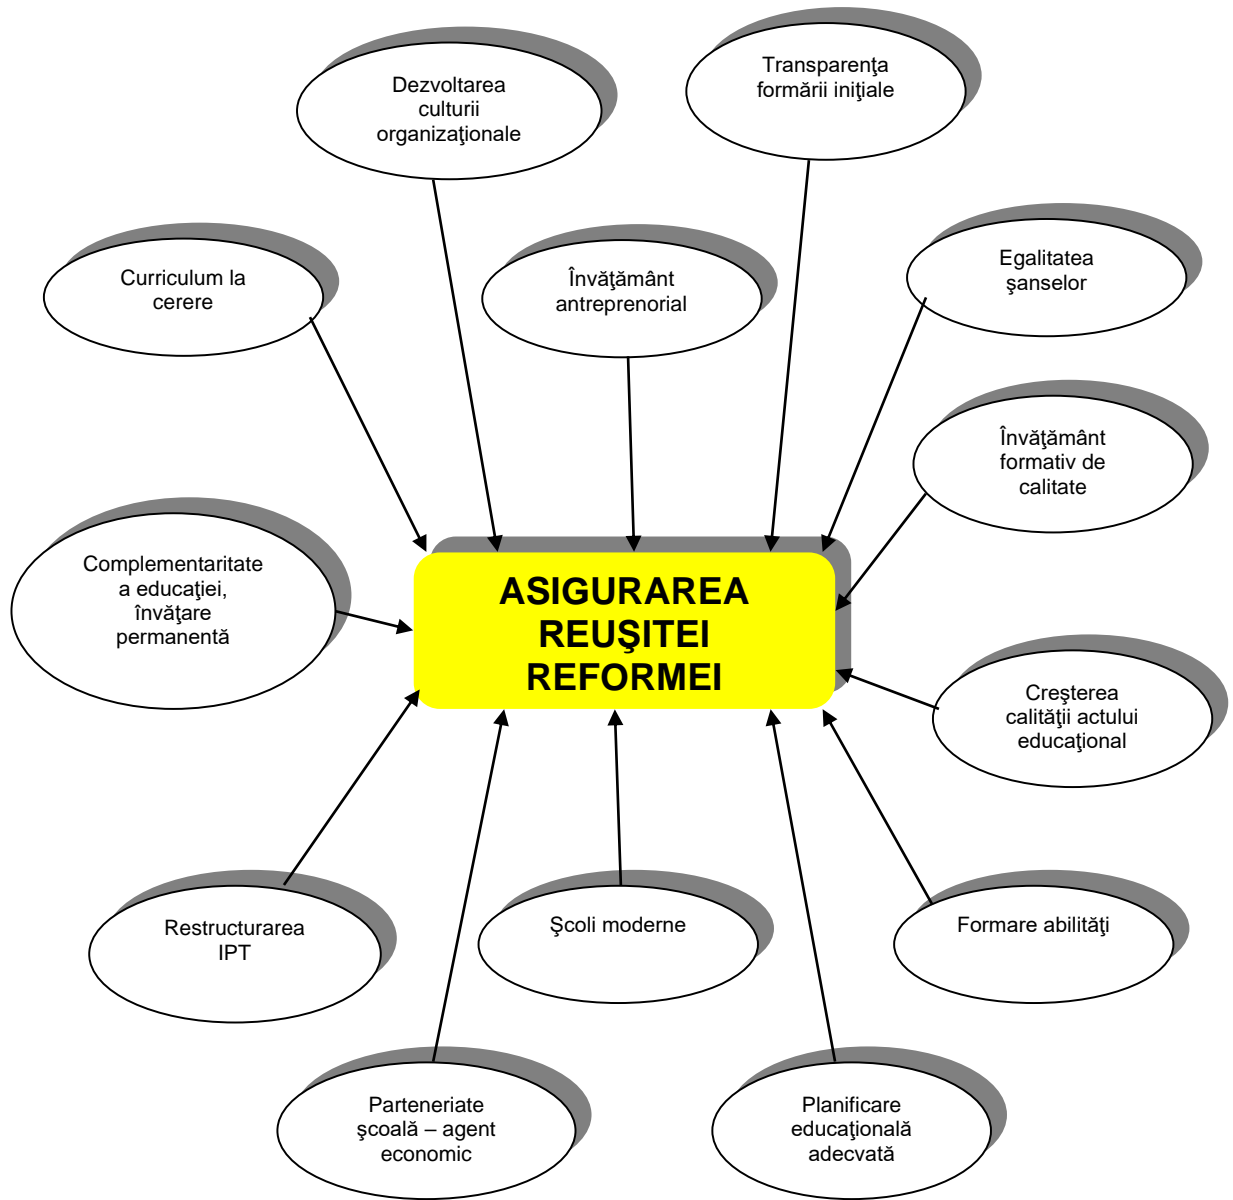 Dezvoltarea
culturii
organizaţionale
Transparenţa
formării iniţiale
Curriculum la
cerere
Învăţământ
antreprenorial
Egalitatea
şanselor
Învăţământ
formativ de
calitate
Complementaritate
a educaţiei,
învăţare
permanentă
ASIGURAREA
REUŞITEI
REFORMEI
Creşterea
calităţii actului
educaţional
Restructurarea
IPT
Şcoli moderne
Formare abilităţi
Parteneriate
şcoală – agent
economic
Planificare
educaţională
adecvată